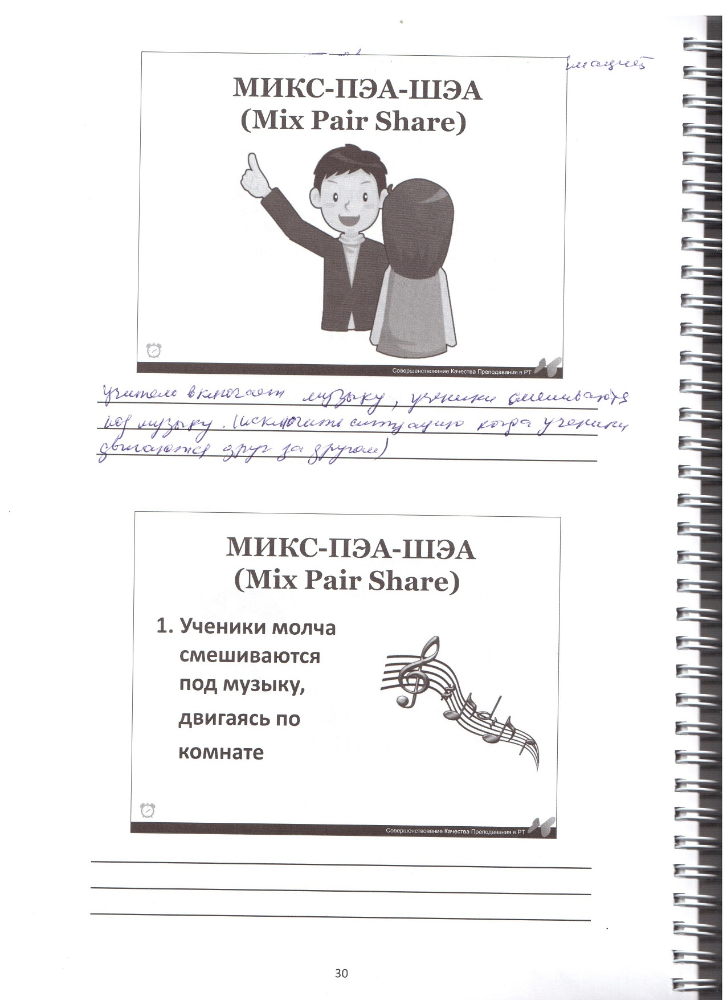 МИКС-ПЭА-ШЭА
(Mix Pair Share)
Совершенствование Качества Преподавания в РТ
Учитель включает музыку, ученики смешиваются
под музыку. (исключить ситуацию когда ученики
двигаются друг за другом)
МИКС-ПЭА-ШЭА
(Mix Pair Share)
1. Ученики молча
смешиваются
под музыку,
двигаясь по
комнате
Совершенствование Качества Преподавания в РТ
30